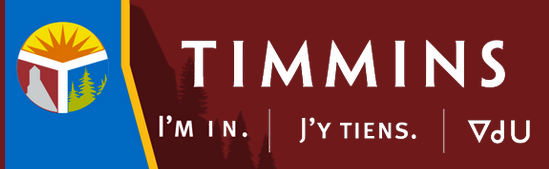 TIMMINS
I'M IN. | J'Y TIENS. | ᐁᑯᑌ